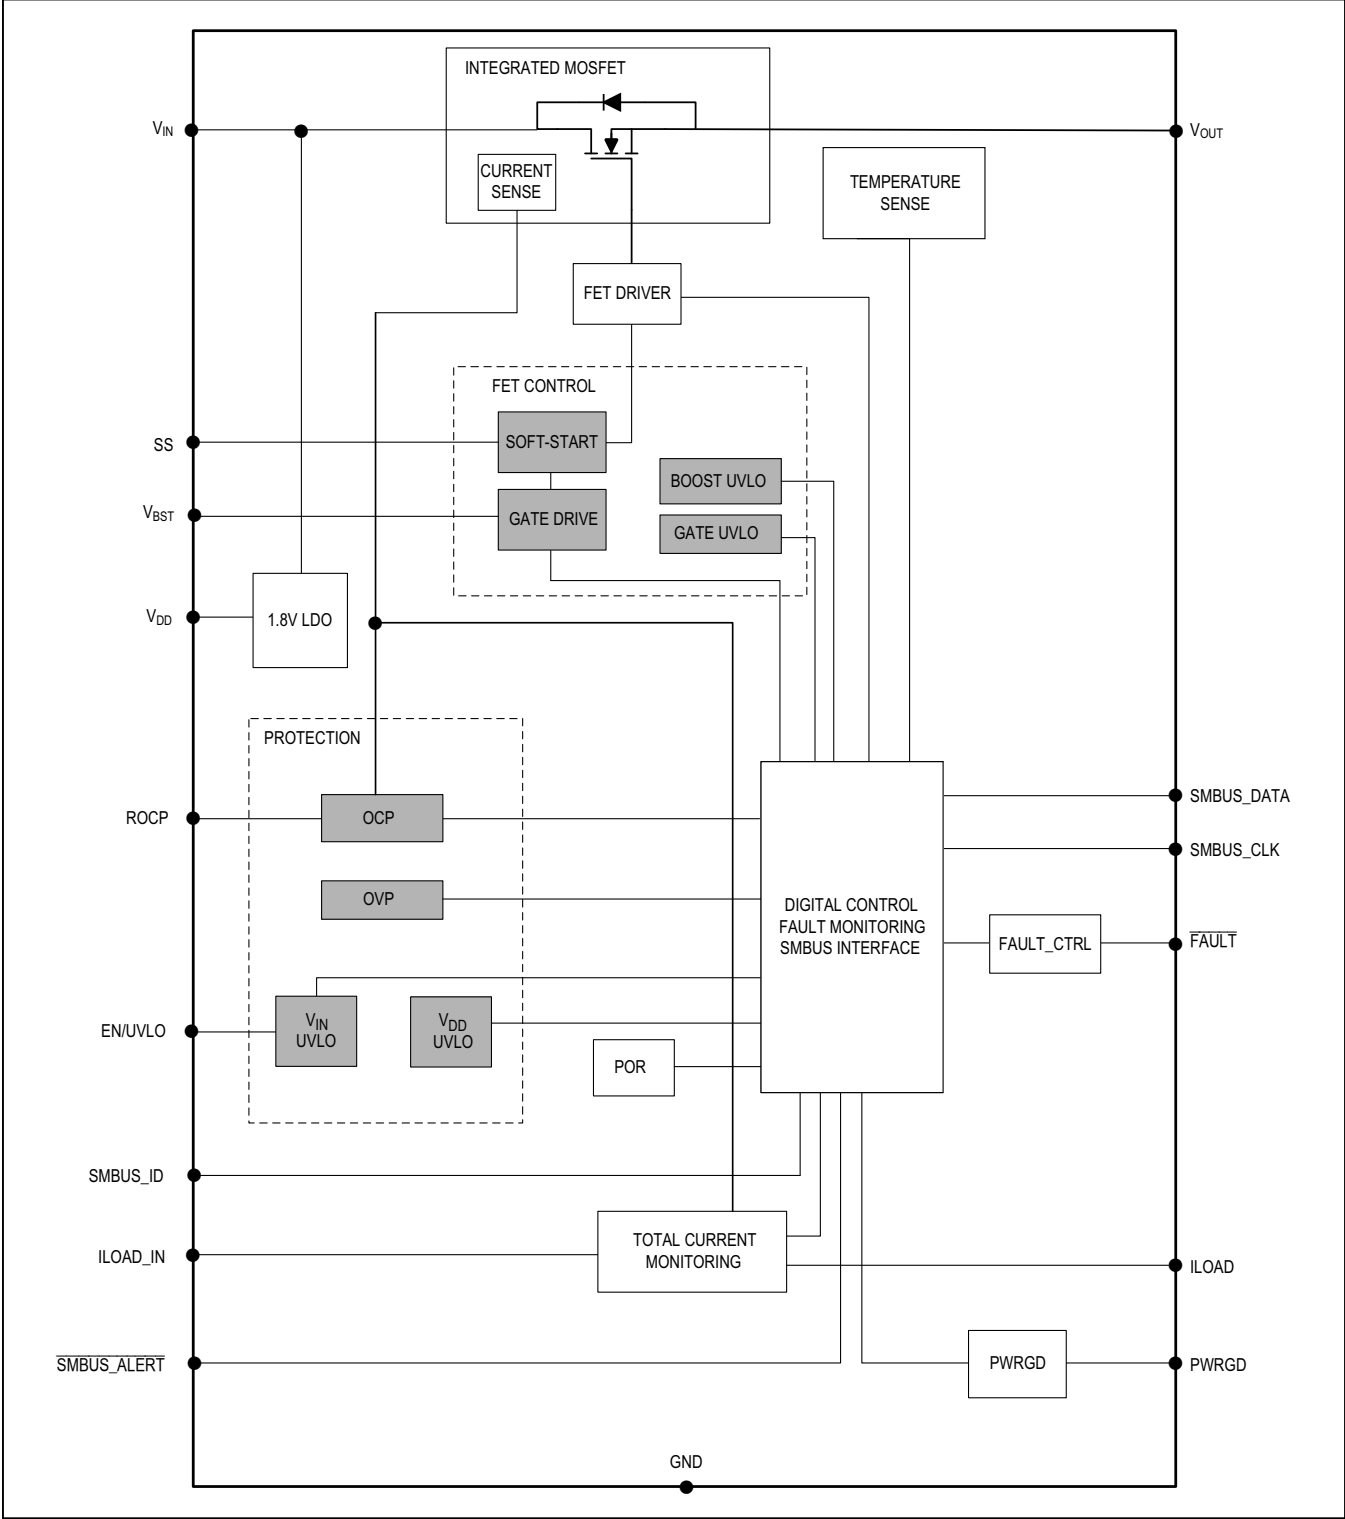 INTEGRATED MOSFET
VIN
VOUT
CURRENT
SENSE
TEMPERATURE
SENSE
FET DRIVER
FET CONTROL
SS
SOFT-START
BOOST UVLO
VBST
GATE DRIVE
GATE UVLO
VDD
1.8V LDO
PROTECTION
SMBUS_DATA
ROCP
OCP
SMBUS_CLK
OVP
DIGITAL CONTROL
FAULT MONITORING
SMBUS INTERFACE
FAULT_CTRL
FAULT
EN/UVLO
VIN
UVLO
VDD
UVLO
POR
SMBUS_ID
TOTAL CURRENT
MONITORING
ILOAD_IN
ILOAD
SMBUS_ALERT
PWRGD
PWRGD
GND